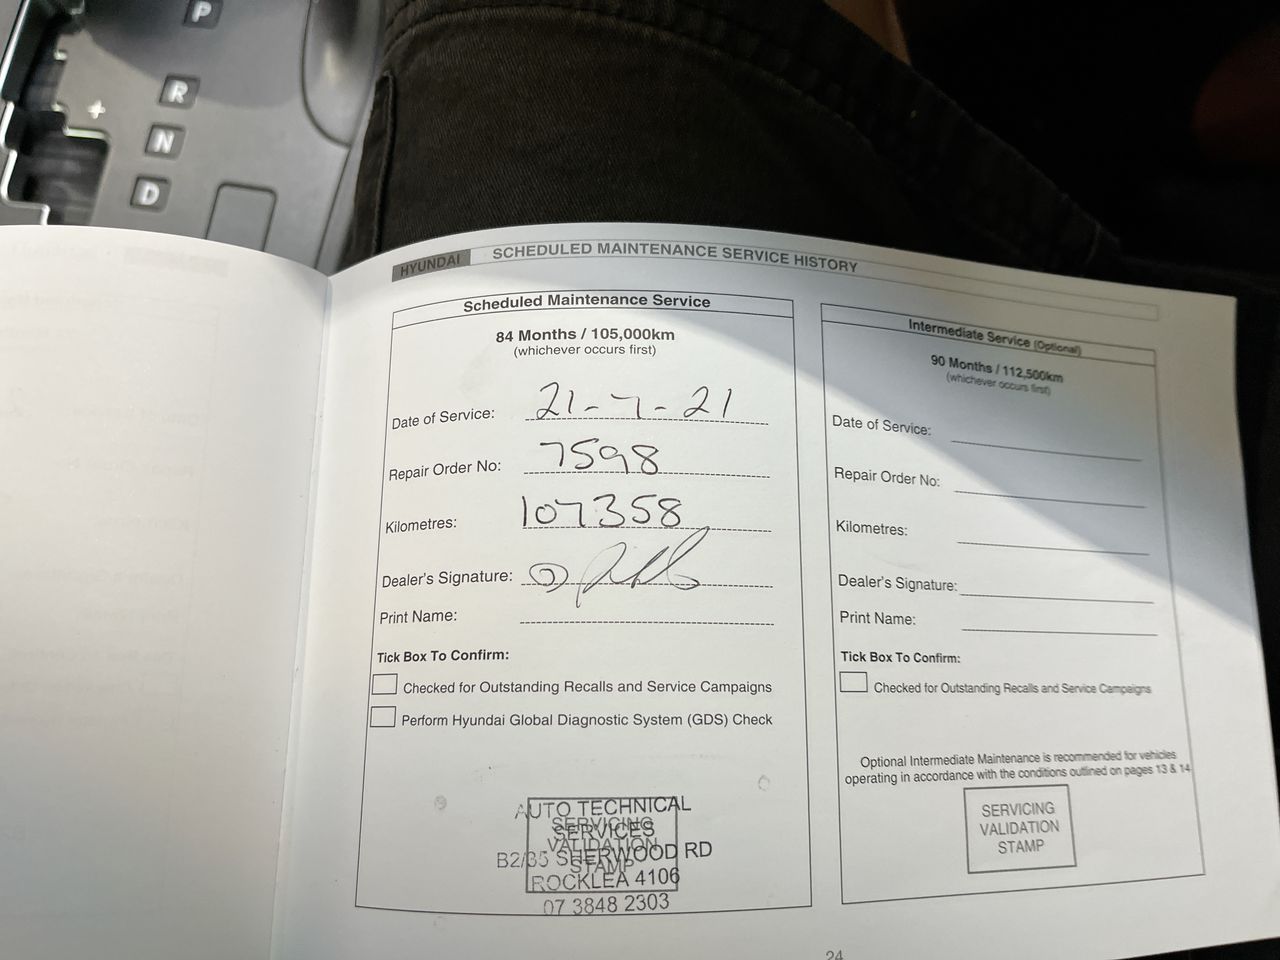 P
R
N
D
HYUNDAI SCHEDULED MAINTENANCE SERVICE HISTORY
Scheduled Maintenance Service
84 Months / 105,000km
(whichever occurs first)
Date of Service: 21-7-21
Repair Order No: 7598
Kilometres: 107358
Dealer's Signature:
Print Name:
Tick Box To Confirm:
Checked for Outstanding Recalls and Service Campaigns
Perform Hyundai Global Diagnostic System (GDS) Check
AUTO TECHNICAL
SERVICING
SERVICES
VALIDATION
B2/35 SHERWOOD RD
STAMP
ROCKLEA 4106
07 3848 2303
Intermediate Service (Optional)
90 Months / 112,500km
(whichever occurs first)
Date of Service:
Repair Order No:
Kilometres:
Dealer's Signature:
Print Name:
Tick Box To Confirm:
Checked for Outstanding Recalls and Service Campaigns
Optional Intermediate Maintenance is recommended for vehicles
operating in accordance with the conditions outlined on pages 13 & 14
SERVICING
VALIDATION
STAMP
24